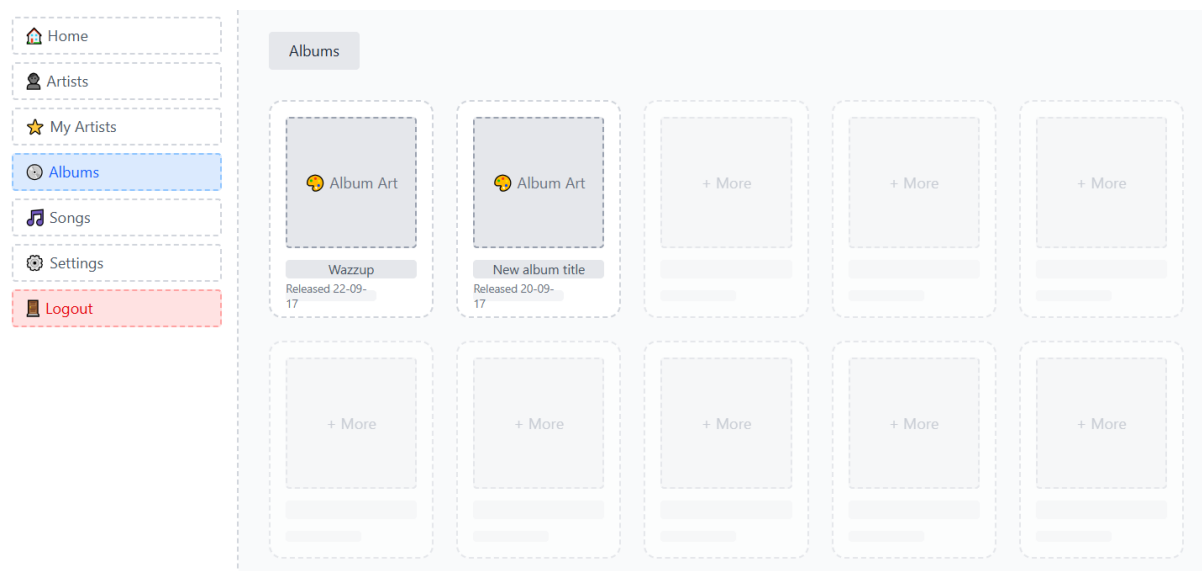 Home
Artists
My Artists
Albums
Songs
Settings
Logout
Albums
Album Art
Wazzup
Released 22-09-
17
Album Art
New album title
Released 20-09-
17
+ More
+ More
+ More
+ More
+ More
+ More
+ More
+ More